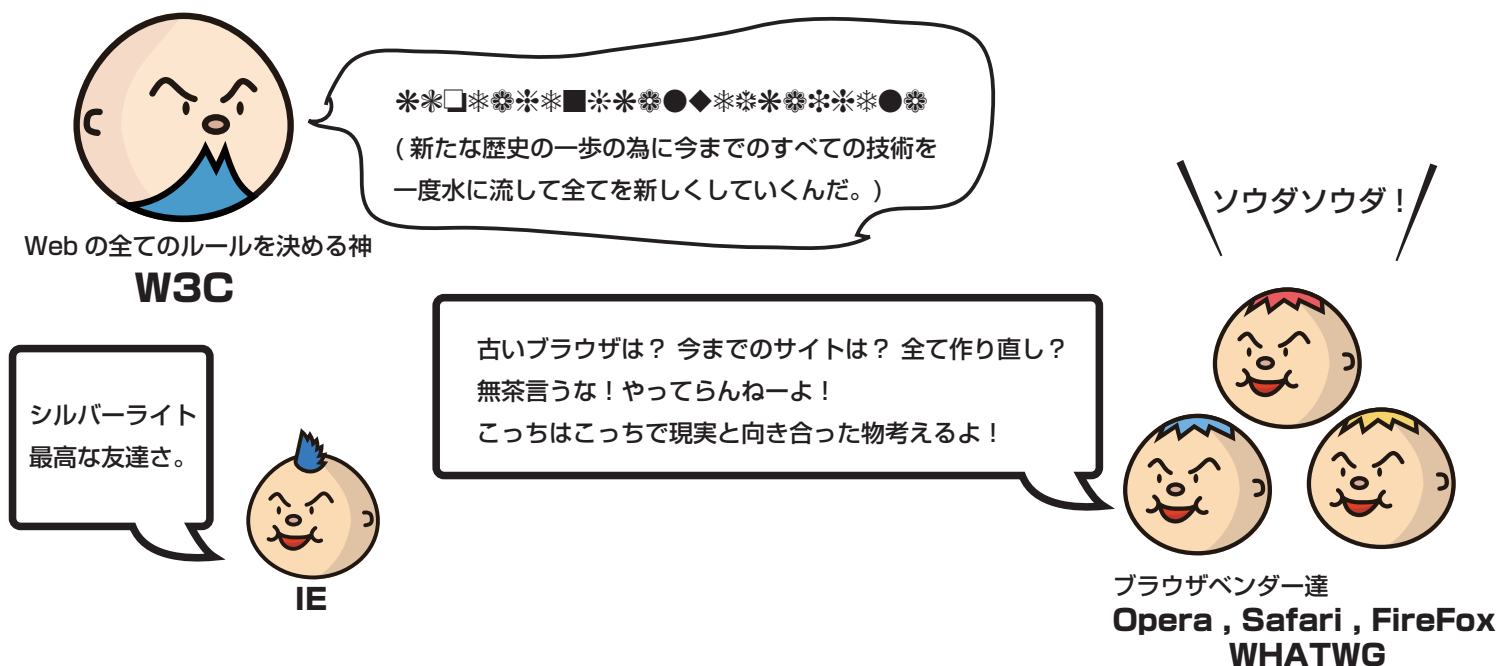 ❋❃❏❄❁❈❄■❊❋❁●◆❄❆❋❁❖❈❄●❁
( 新たな歴史の一歩の為に今までのすべての技術を
一度水に流して全てを新しくしていくんだ。)
Web の全てのルールを決める神
W3C
ソウダソウダ！
古いブラウザは？ 今までのサイトは？ 全て作り直し？
無茶言うな！やってらんねーよ！
こっちはこっちで現実と向き合った物考えるよ！
シルバーライト
最高な友達さ。
IE
ブラウザベンダー達
Opera , Safari , FireFox
WHATWG